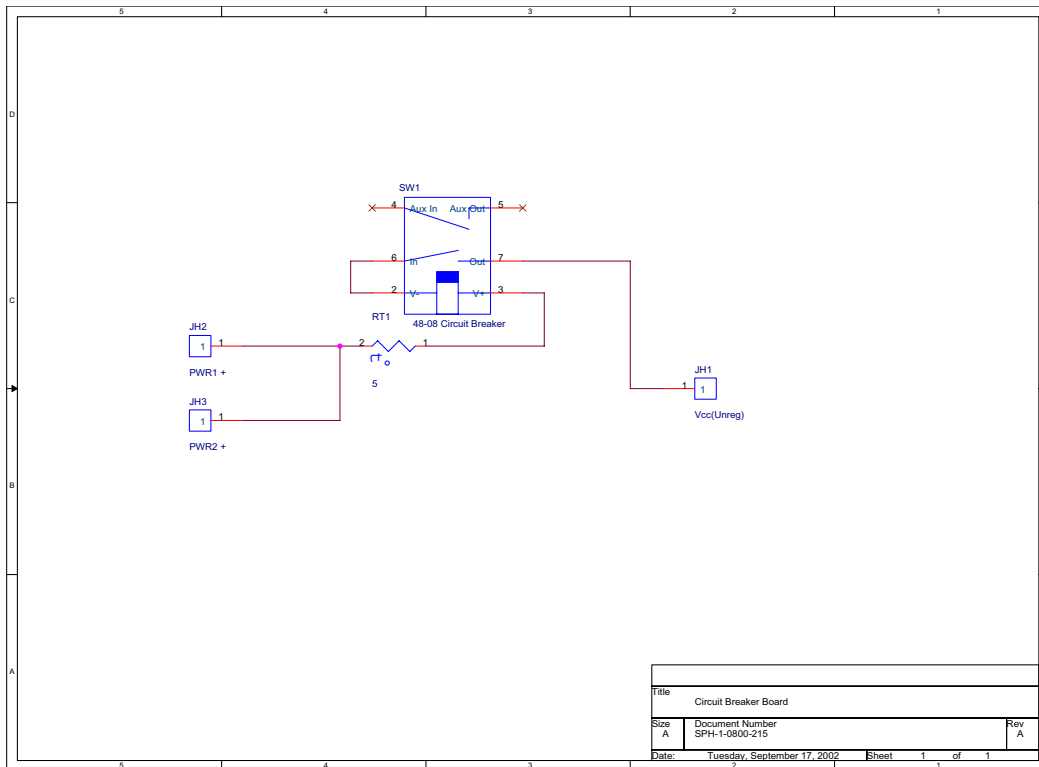 5 4 3 2 1
D
C
B
A
SW1
4 Aux In Aux Out 5
6 In Out 7
2 V- V+ 3
48-08 Circuit Breaker
RT1
2 1
t
5
JH2
1 1
PWR1 +
JH3
1 1
PWR2 +
JH1
1 1
Vcc(Unreg)
Title
Circuit Breaker Board
Size Document Number Rev
A SPH-1-0800-215 A
Date: Tuesday, September 17, 2002 Sheet 1 of 1
5 4 3 2 1